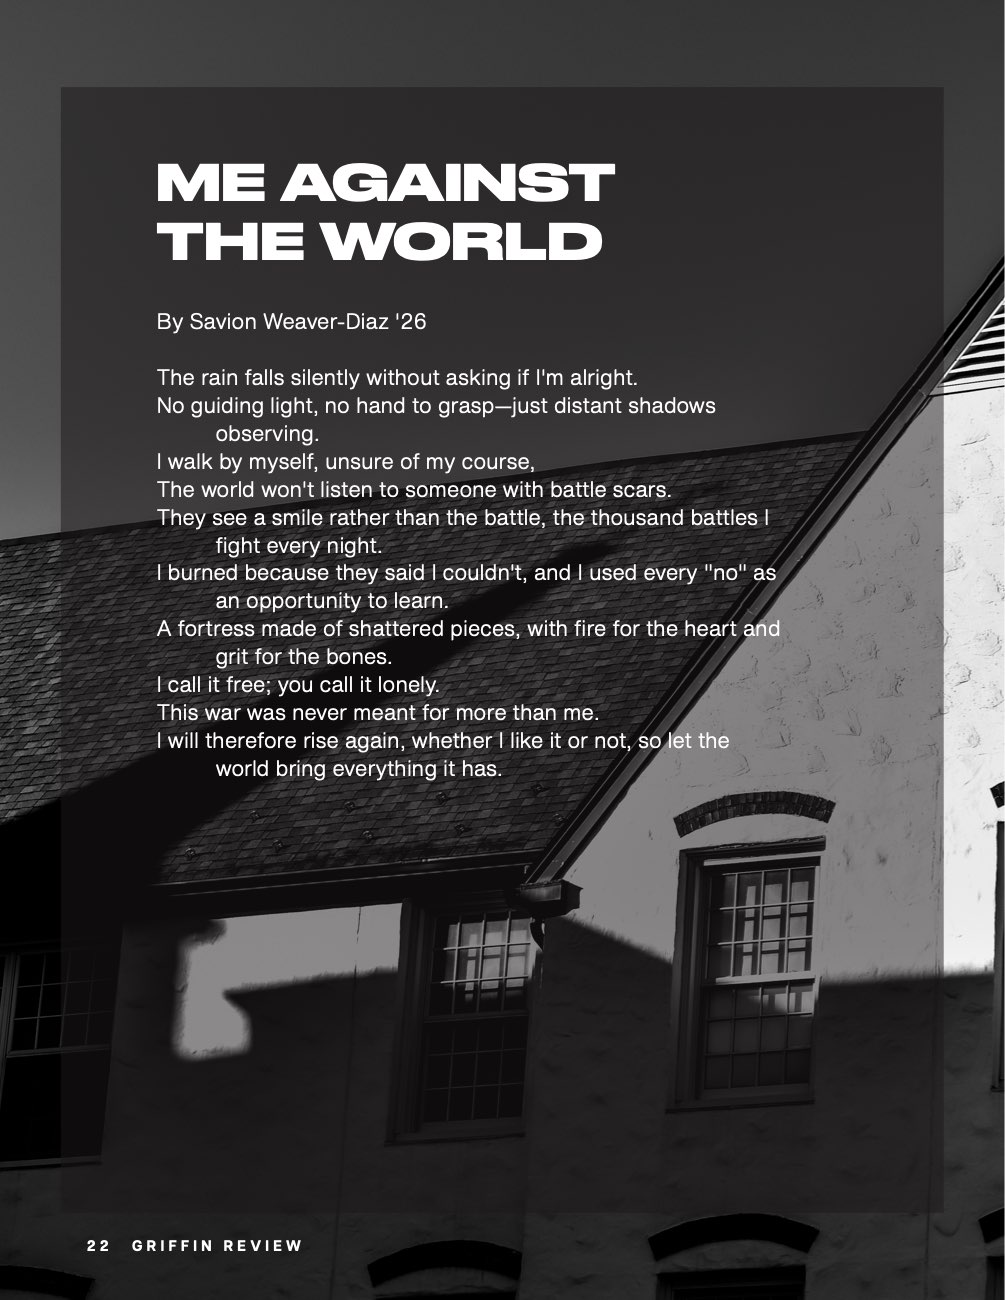 ME AGAINST
THE WORLD
By Savion Weaver-Diaz '26
The rain falls silently without asking if I'm alright.
No guiding light, no hand to grasp—just distant shadows
observing.
I walk by myself, unsure of my course,
The world won't listen to someone with battle scars.
They see a smile rather than the battle, the thousand battles I
fight every night.
I burned because they said I couldn't, and I used every "no" as
an opportunity to learn.
A fortress made of shattered pieces, with fire for the heart and
grit for the bones.
I call it free; you call it lonely.
This war was never meant for more than me.
I will therefore rise again, whether I like it or not, so let the
world bring everything it has.
22 GRIFFIN REVIEW